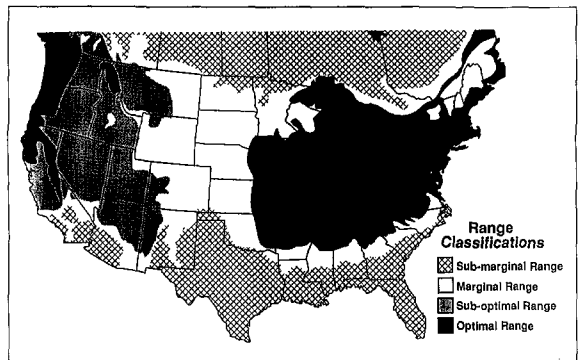 Range
Classifications
Sub-marginal Range
Marginal Range
Sub-optimal Range
Optimal Range